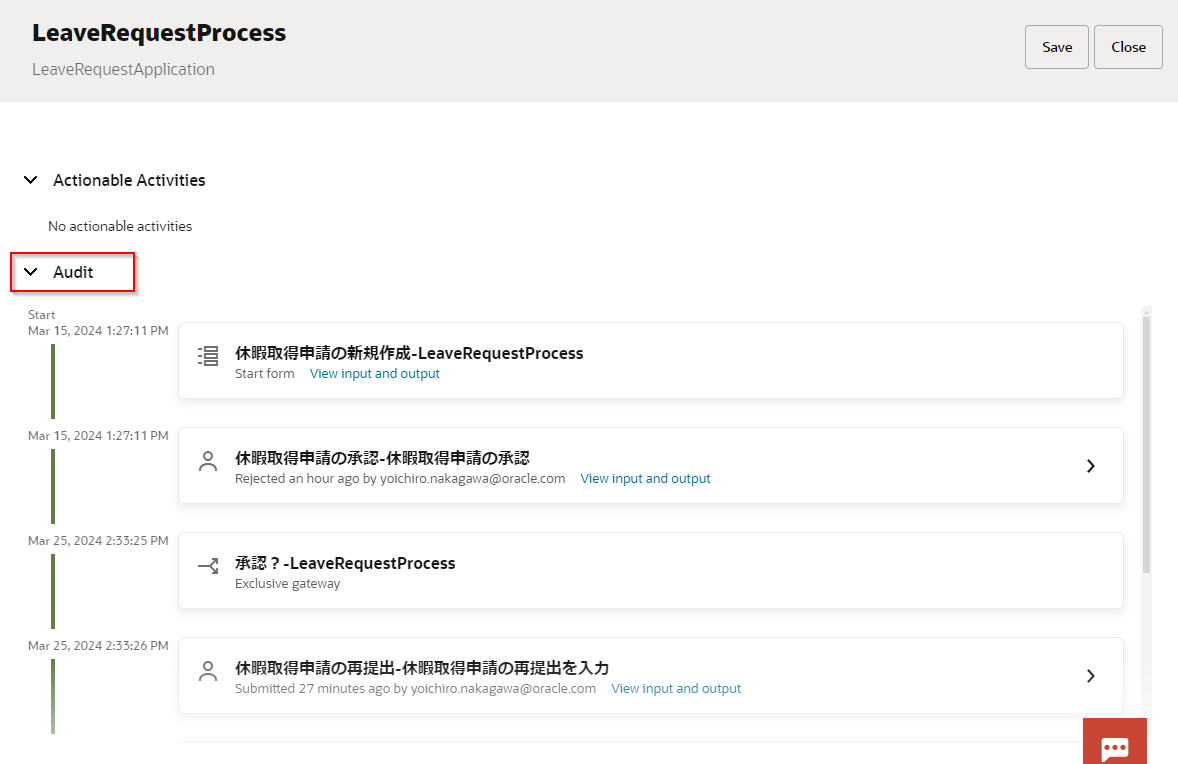 LeaveRequestProcess
LeaveRequestApplication
Save
Close
Actionable Activities
No actionable activities
Audit
Start
Mar 15, 2024 1:27:11 PM
休暇取得申請の新規作成-LeaveRequestProcess
Start form View input and output
Mar 15, 2024 1:27:11 PM
休暇取得申請の承認-休暇取得申請の承認
Rejected an hour ago by yoichiro.nakagawa@oracle.com View input and output
Mar 25, 2024 2:33:25 PM
承認？-LeaveRequestProcess
Exclusive gateway
Mar 25, 2024 2:33:26 PM
休暇取得申請の再提出-休暇取得申請の再提出を入力
Submitted 27 minutes ago by yoichiro.nakagawa@oracle.com View input and output